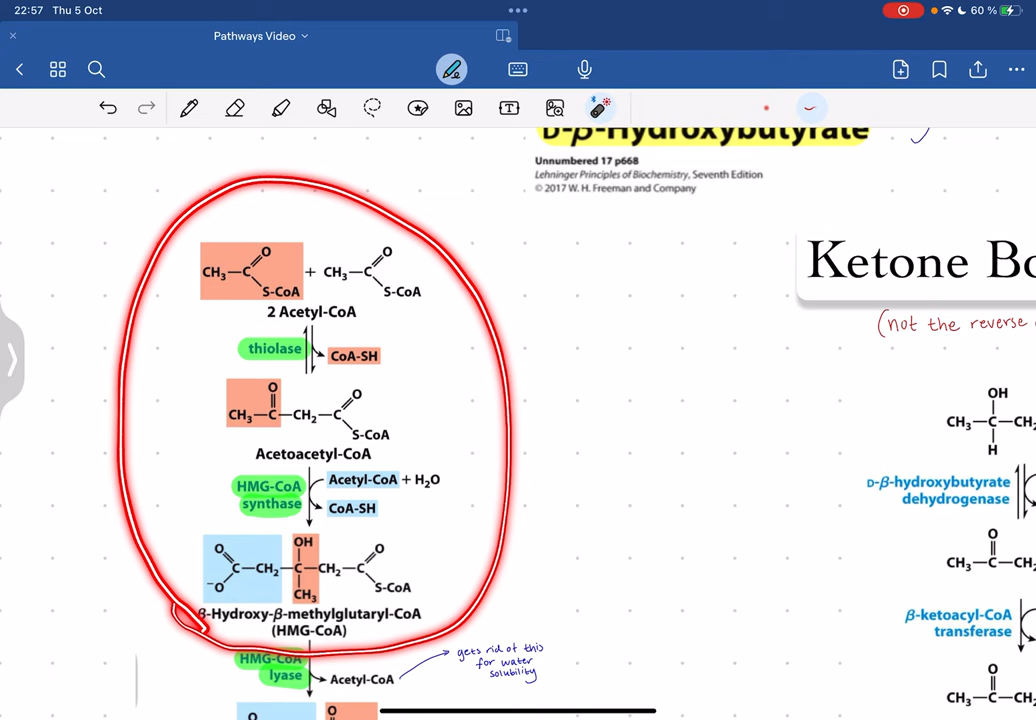 22:57 Thu 5 Oct
60 %
Pathways Video
D-β-Hydroxybutyrate
Unnumbered 17 p668
Lehninger Principles of Biochemistry, Seventh Edition
© 2017 W. H. Freeman and Company
Ketone Bo
(not the reverse
CH₃—C O S-CoA + CH₃—C O S-CoA
2 Acetyl-CoA
thiolase
CoA-SH
CH₃—C O —CH₂—C O S-CoA
Acetoacetyl-CoA
HMG-CoA synthase
Acetyl-CoA + H₂O
CoA-SH
O ⁻O C—CH₂—C OH CH₃ —CH₂—C O S-CoA
β-Hydroxy-β-methylglutaryl-CoA
(HMG-CoA)
HMG-CoA
lyase
Acetyl-CoA
gets rid of this
for water
solubility
O
O
OH
CH₃—C—CH₂
H
D-β-hydroxybutyrate
dehydrogenase
O
CH₃—C—CH₂
β-ketoacyl-CoA
transferase
O
CH₃—C—CH₂